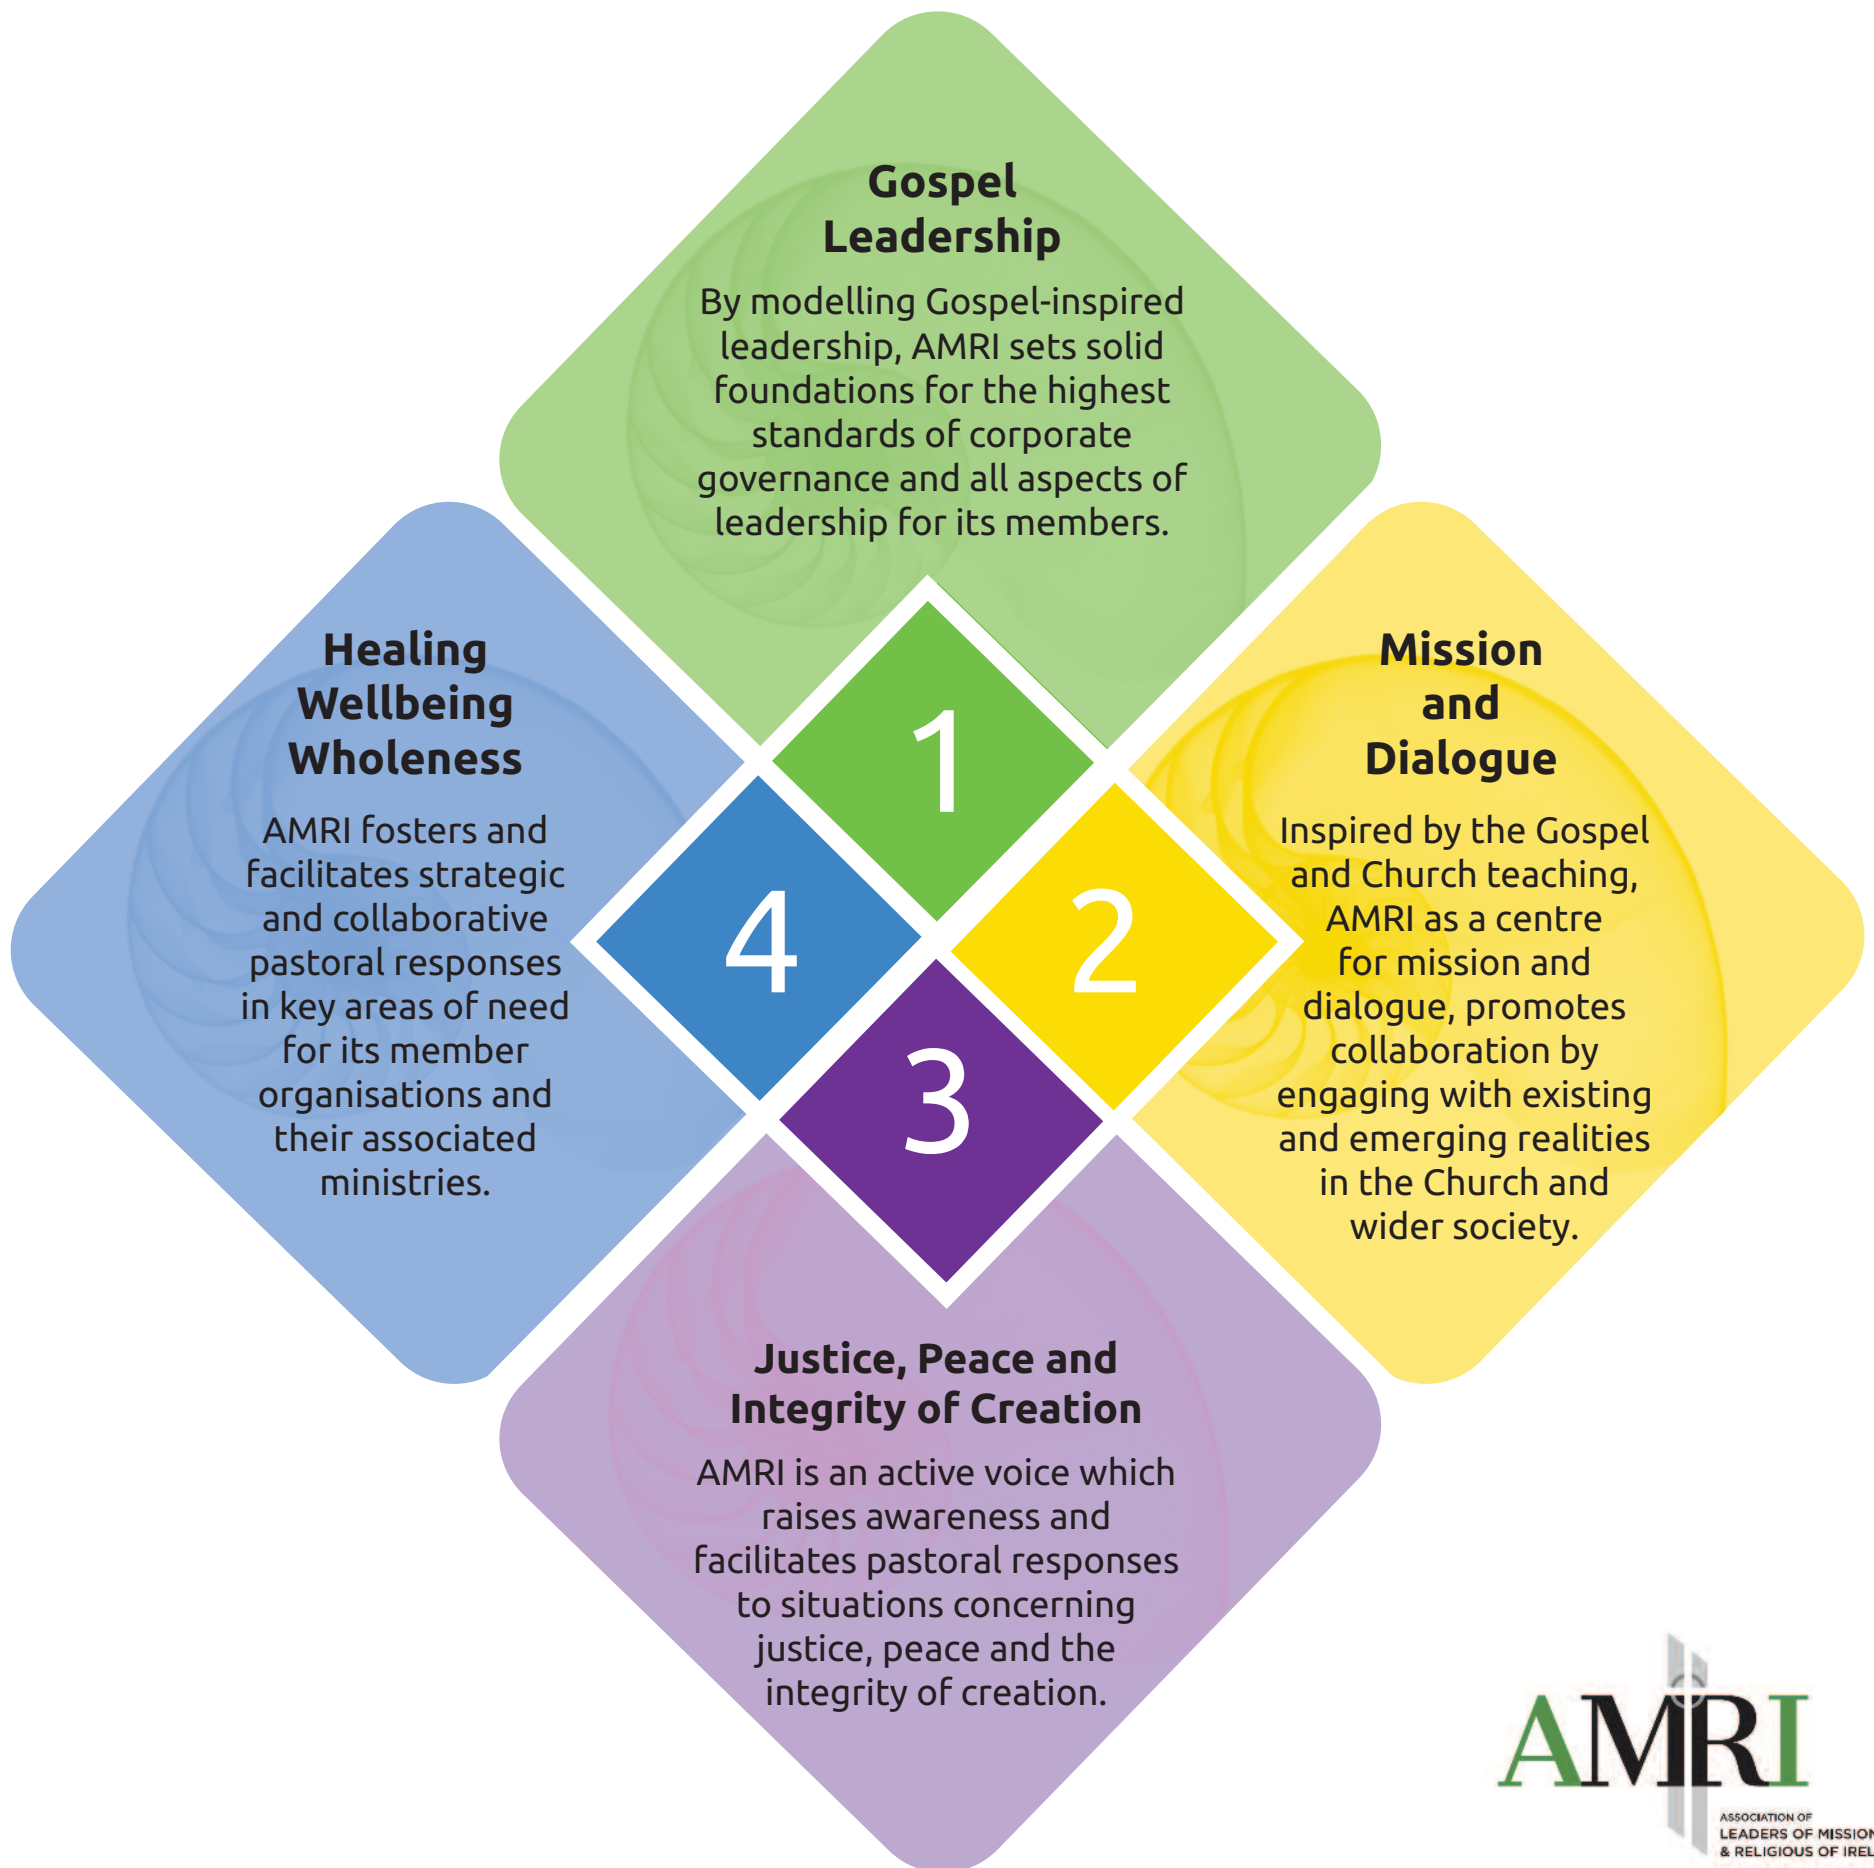 Gospel
Leadership
By modelling Gospel-inspired
leadership, AMRI sets solid
foundations for the highest
standards of corporate
governance and all aspects of
leadership for its members.
1
Mission
and
Dialogue
Inspired by the Gospel
and Church teaching,
AMRI as a centre
for mission and
dialogue, promotes
collaboration by
engaging with existing
and emerging realities
in the Church and
wider society.
2
Justice, Peace and
Integrity of Creation
AMRI is an active voice which
raises awareness and
facilitates pastoral responses
to situations concerning
justice, peace and the
integrity of creation.
3
Healing
Wellbeing
Wholeness
AMRI fosters and
facilitates strategic
and collaborative
pastoral responses
in key areas of need
for its member
organisations and
their associated
ministries.
4
AMRI
ASSOCIATION OF
LEADERS OF MISSION
& RELIGIOUS OF IREL